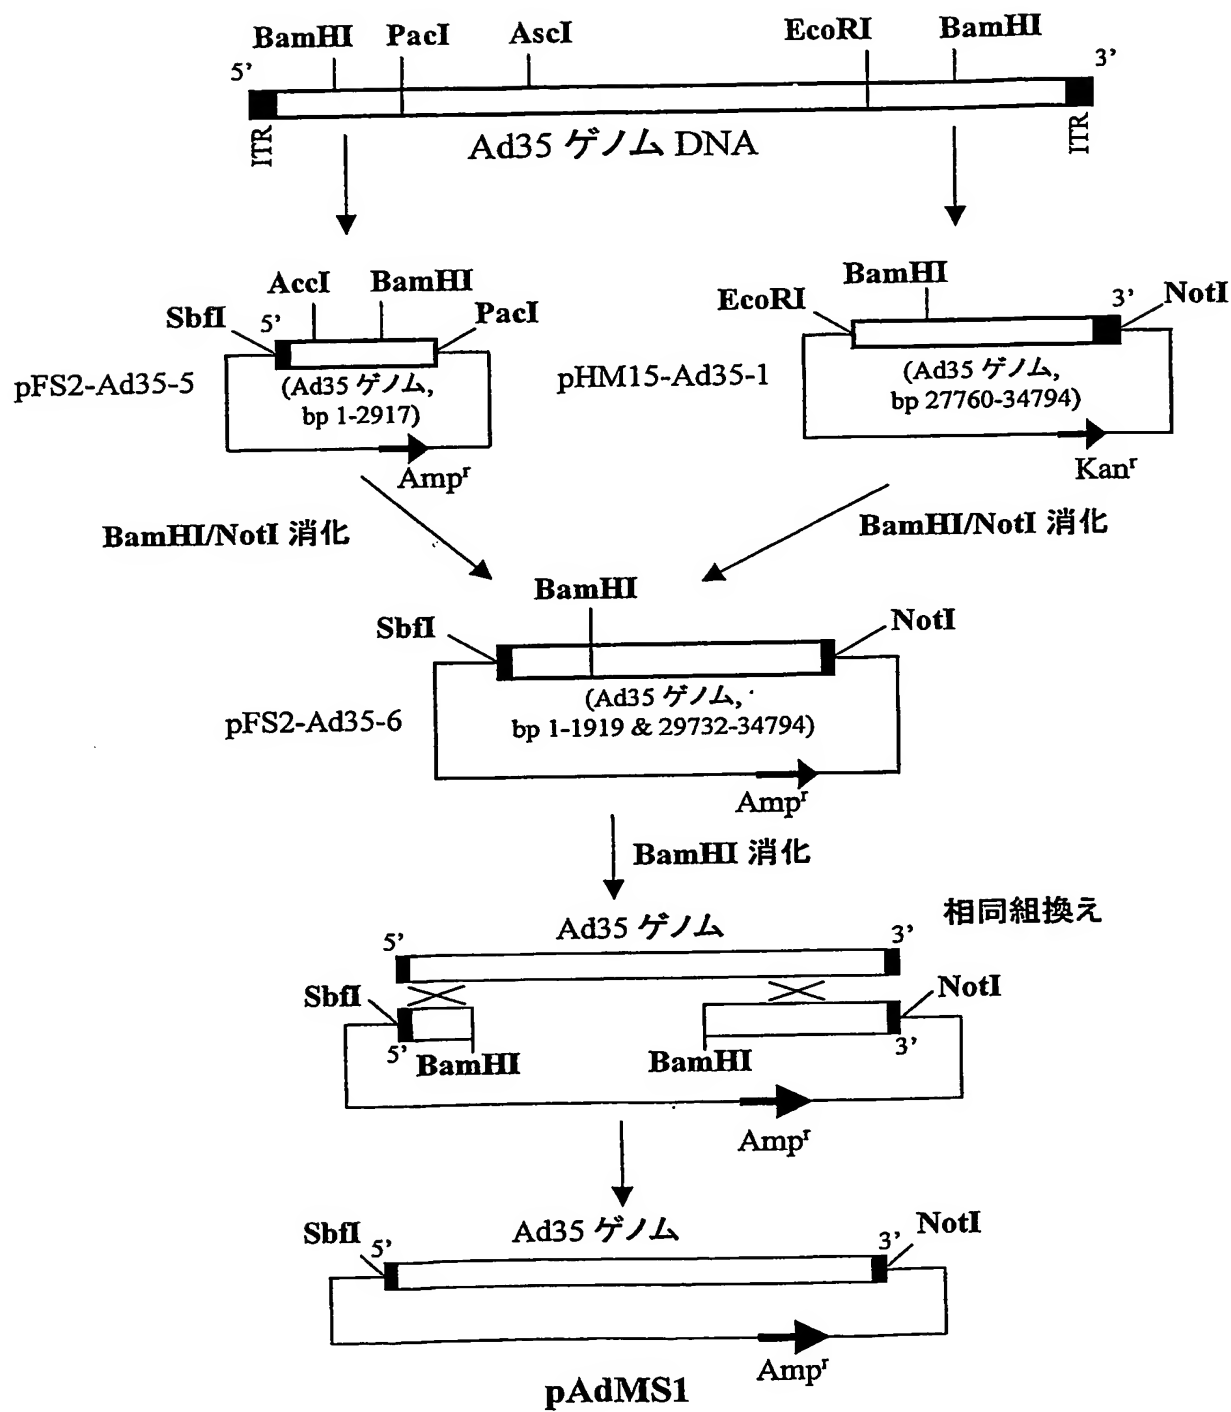 BamHI PacI AscI EcoRI BamHI
5’ 3’
ITR ITR
Ad35 ゲノム DNA
AccI BamHI
SbfI 5’ PacI
pFS2-Ad35-5
(Ad35 ゲノム,
bp 1-2917)
Ampʳ
BamHI
EcoRI 3’ NotI
pHM15-Ad35-1
(Ad35 ゲノム,
bp 27760-34794)
Kanʳ
BamHI/NotI 消化
BamHI/NotI 消化
BamHI
SbfI NotI
pFS2-Ad35-6
(Ad35 ゲノム,
bp 1-1919 & 29732-34794)
Ampʳ
BamHI 消化
相同組換え
5’ Ad35 ゲノム 3’
SbfI NotI
5’ BamHI BamHI 3’
Ampʳ
SbfI 5’ Ad35 ゲノム 3’ NotI
Ampʳ
pAdMS1